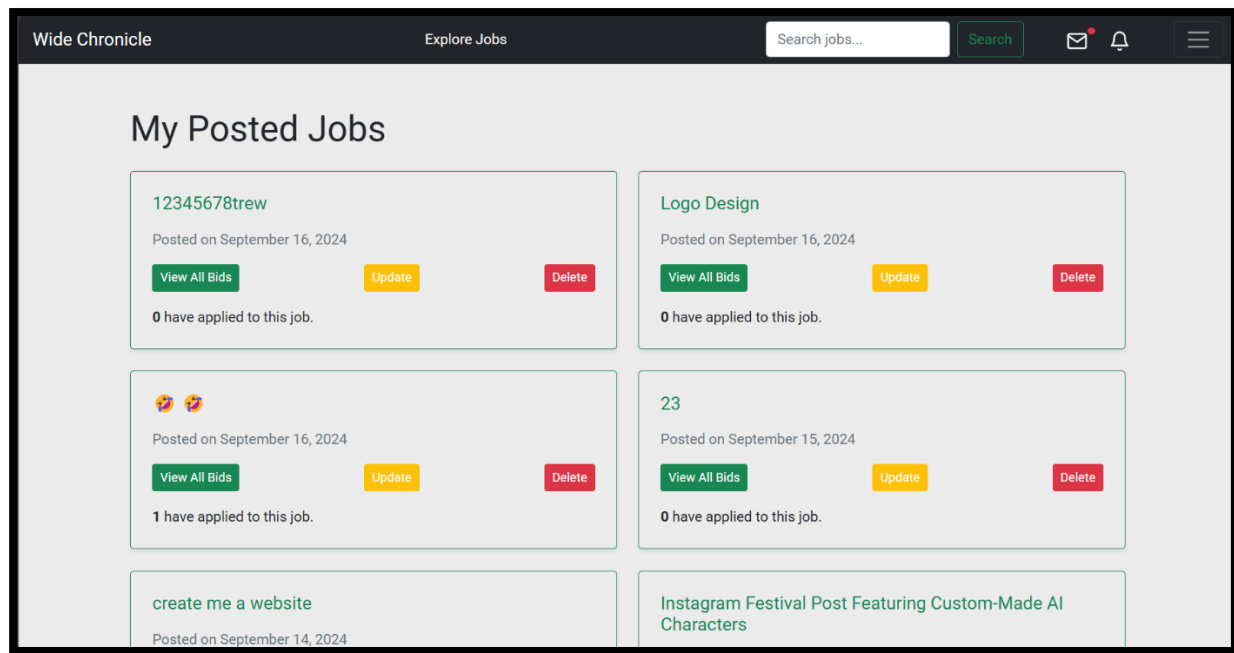 Wide Chronicle
Explore Jobs
Search jobs...
Search
My Posted Jobs
12345678trew
Posted on September 16, 2024
View All Bids Update Delete
0 have applied to this job.
Logo Design
Posted on September 16, 2024
View All Bids Update Delete
0 have applied to this job.
🤣 🤣
Posted on September 16, 2024
View All Bids Update Delete
1 have applied to this job.
23
Posted on September 15, 2024
View All Bids Update Delete
0 have applied to this job.
create me a website
Posted on September 14, 2024
Instagram Festival Post Featuring Custom-Made AI
Characters